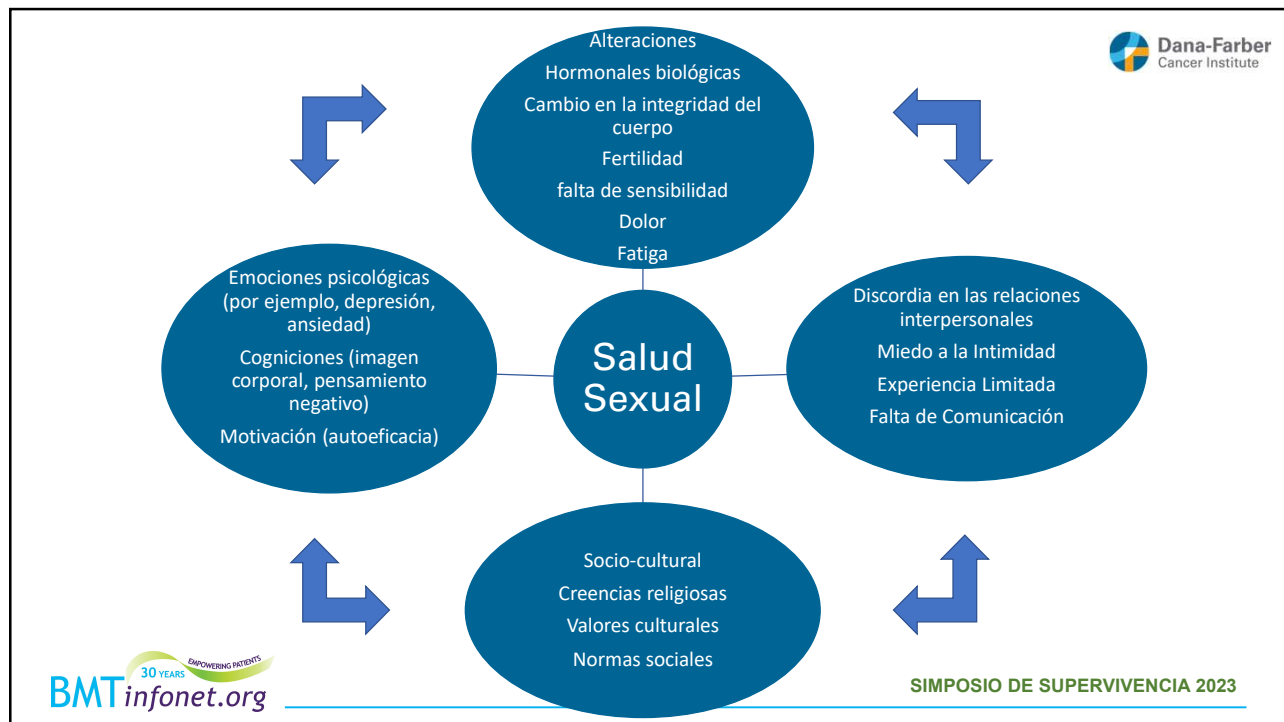 Dana-Farber
Cancer Institute
Alteraciones
Hormonales biológicas
Cambio en la integridad del
cuerpo
Fertilidad
falta de sensibilidad
Dolor
Fatiga
Emociones psicológicas
(por ejemplo, depresión,
ansiedad)
Cogniciones (imagen
corporal, pensamiento
negativo)
Motivación (autoeficacia)
Salud
Sexual
Discordia en las relaciones
interpersonales
Miedo a la Intimidad
Experiencia Limitada
Falta de Comunicación
Socio-cultural
Creencias religiosas
Valores culturales
Normas sociales
30 YEARS
EMPOWERING PATIENTS
BMTinfonet.org
SIMPOSIO DE SUPERVIVENCIA 2023